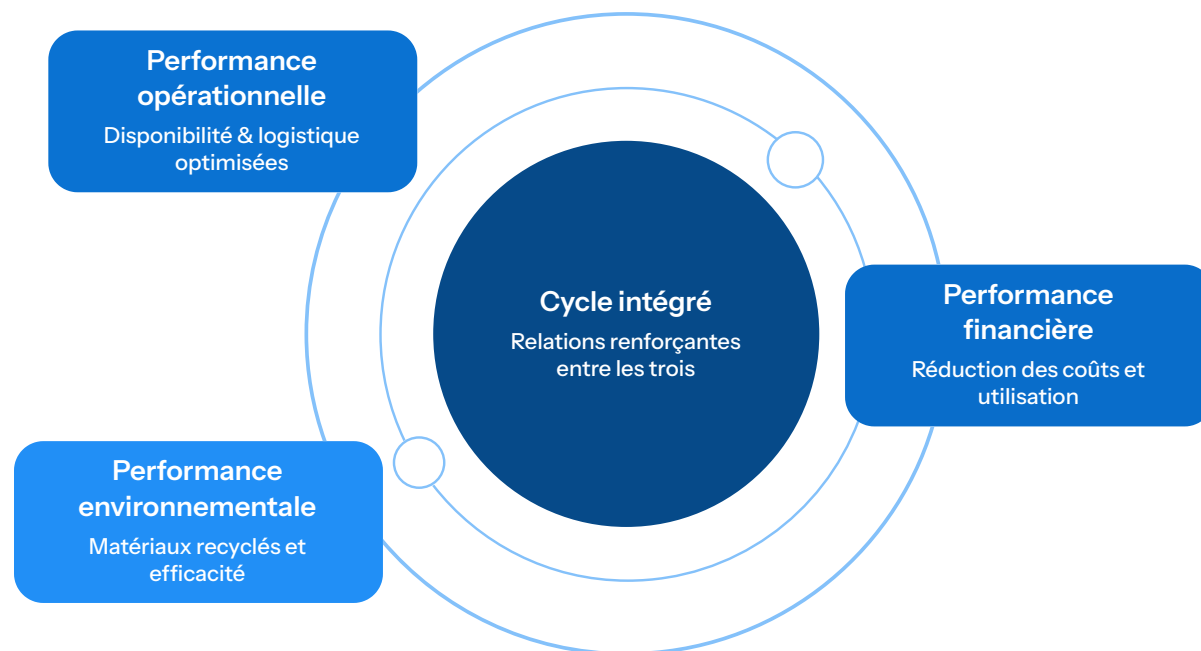 Performance
opérationnelle
Disponibilité & logistique
optimisées
Cycle intégré
Relations renforçantes
entre les trois
Performance
financière
Réduction des coûts et
utilisation
Performance
environnementale
Matériaux recyclés et
efficacité